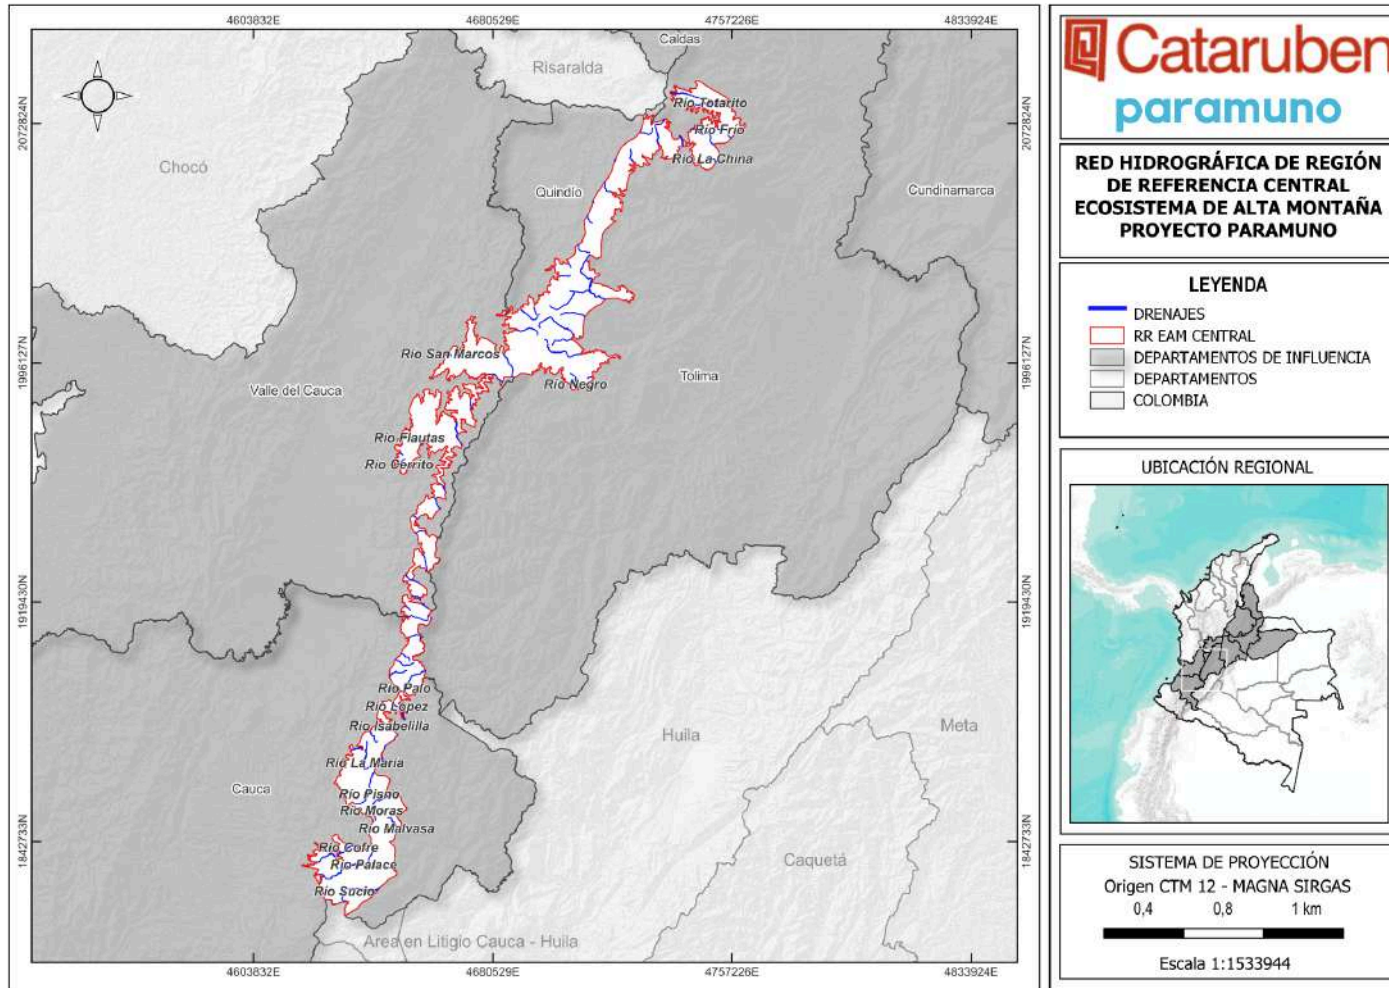 4603832E
4680529E
4757226E
4833924E
2072824N
1996127N
1919430N
1842733N
Caldas
Risaralda
Río Totarito
Río Frío
Río La China
Chocó
Quindío
Cundinamarca
Río San Marcos
Río Negro
Tolima
Valle del Cauca
Río Flautas
Río Cerrito
Río Palo
Río Lopez
Río Isabelilla
Río La María
Río Pisno
Río Moras
Río Malvasa
Río Cofre
Río Palace
Río Sucio
Cauca
Huila
Meta
Caquetá
Area en Litigio Cauca - Huila
2072824N
1996127N
1919430N
1842733N
4603832E
4680529E
4757226E
4833924E
Cataruben
paramuno
RED HIDROGRÁFICA DE REGIÓN
DE REFERENCIA CENTRAL
ECOSISTEMA DE ALTA MONTAÑA
PROYECTO PARAMUNO
LEYENDA
DRENAJES
RR EAM CENTRAL
DEPARTAMENTOS DE INFLUENCIA
DEPARTAMENTOS
COLOMBIA
UBICACIÓN REGIONAL
SISTEMA DE PROYECCIÓN
Origen CTM 12 - MAGNA SIRGAS
0,4 0,8 1 km
Escala 1:1533944